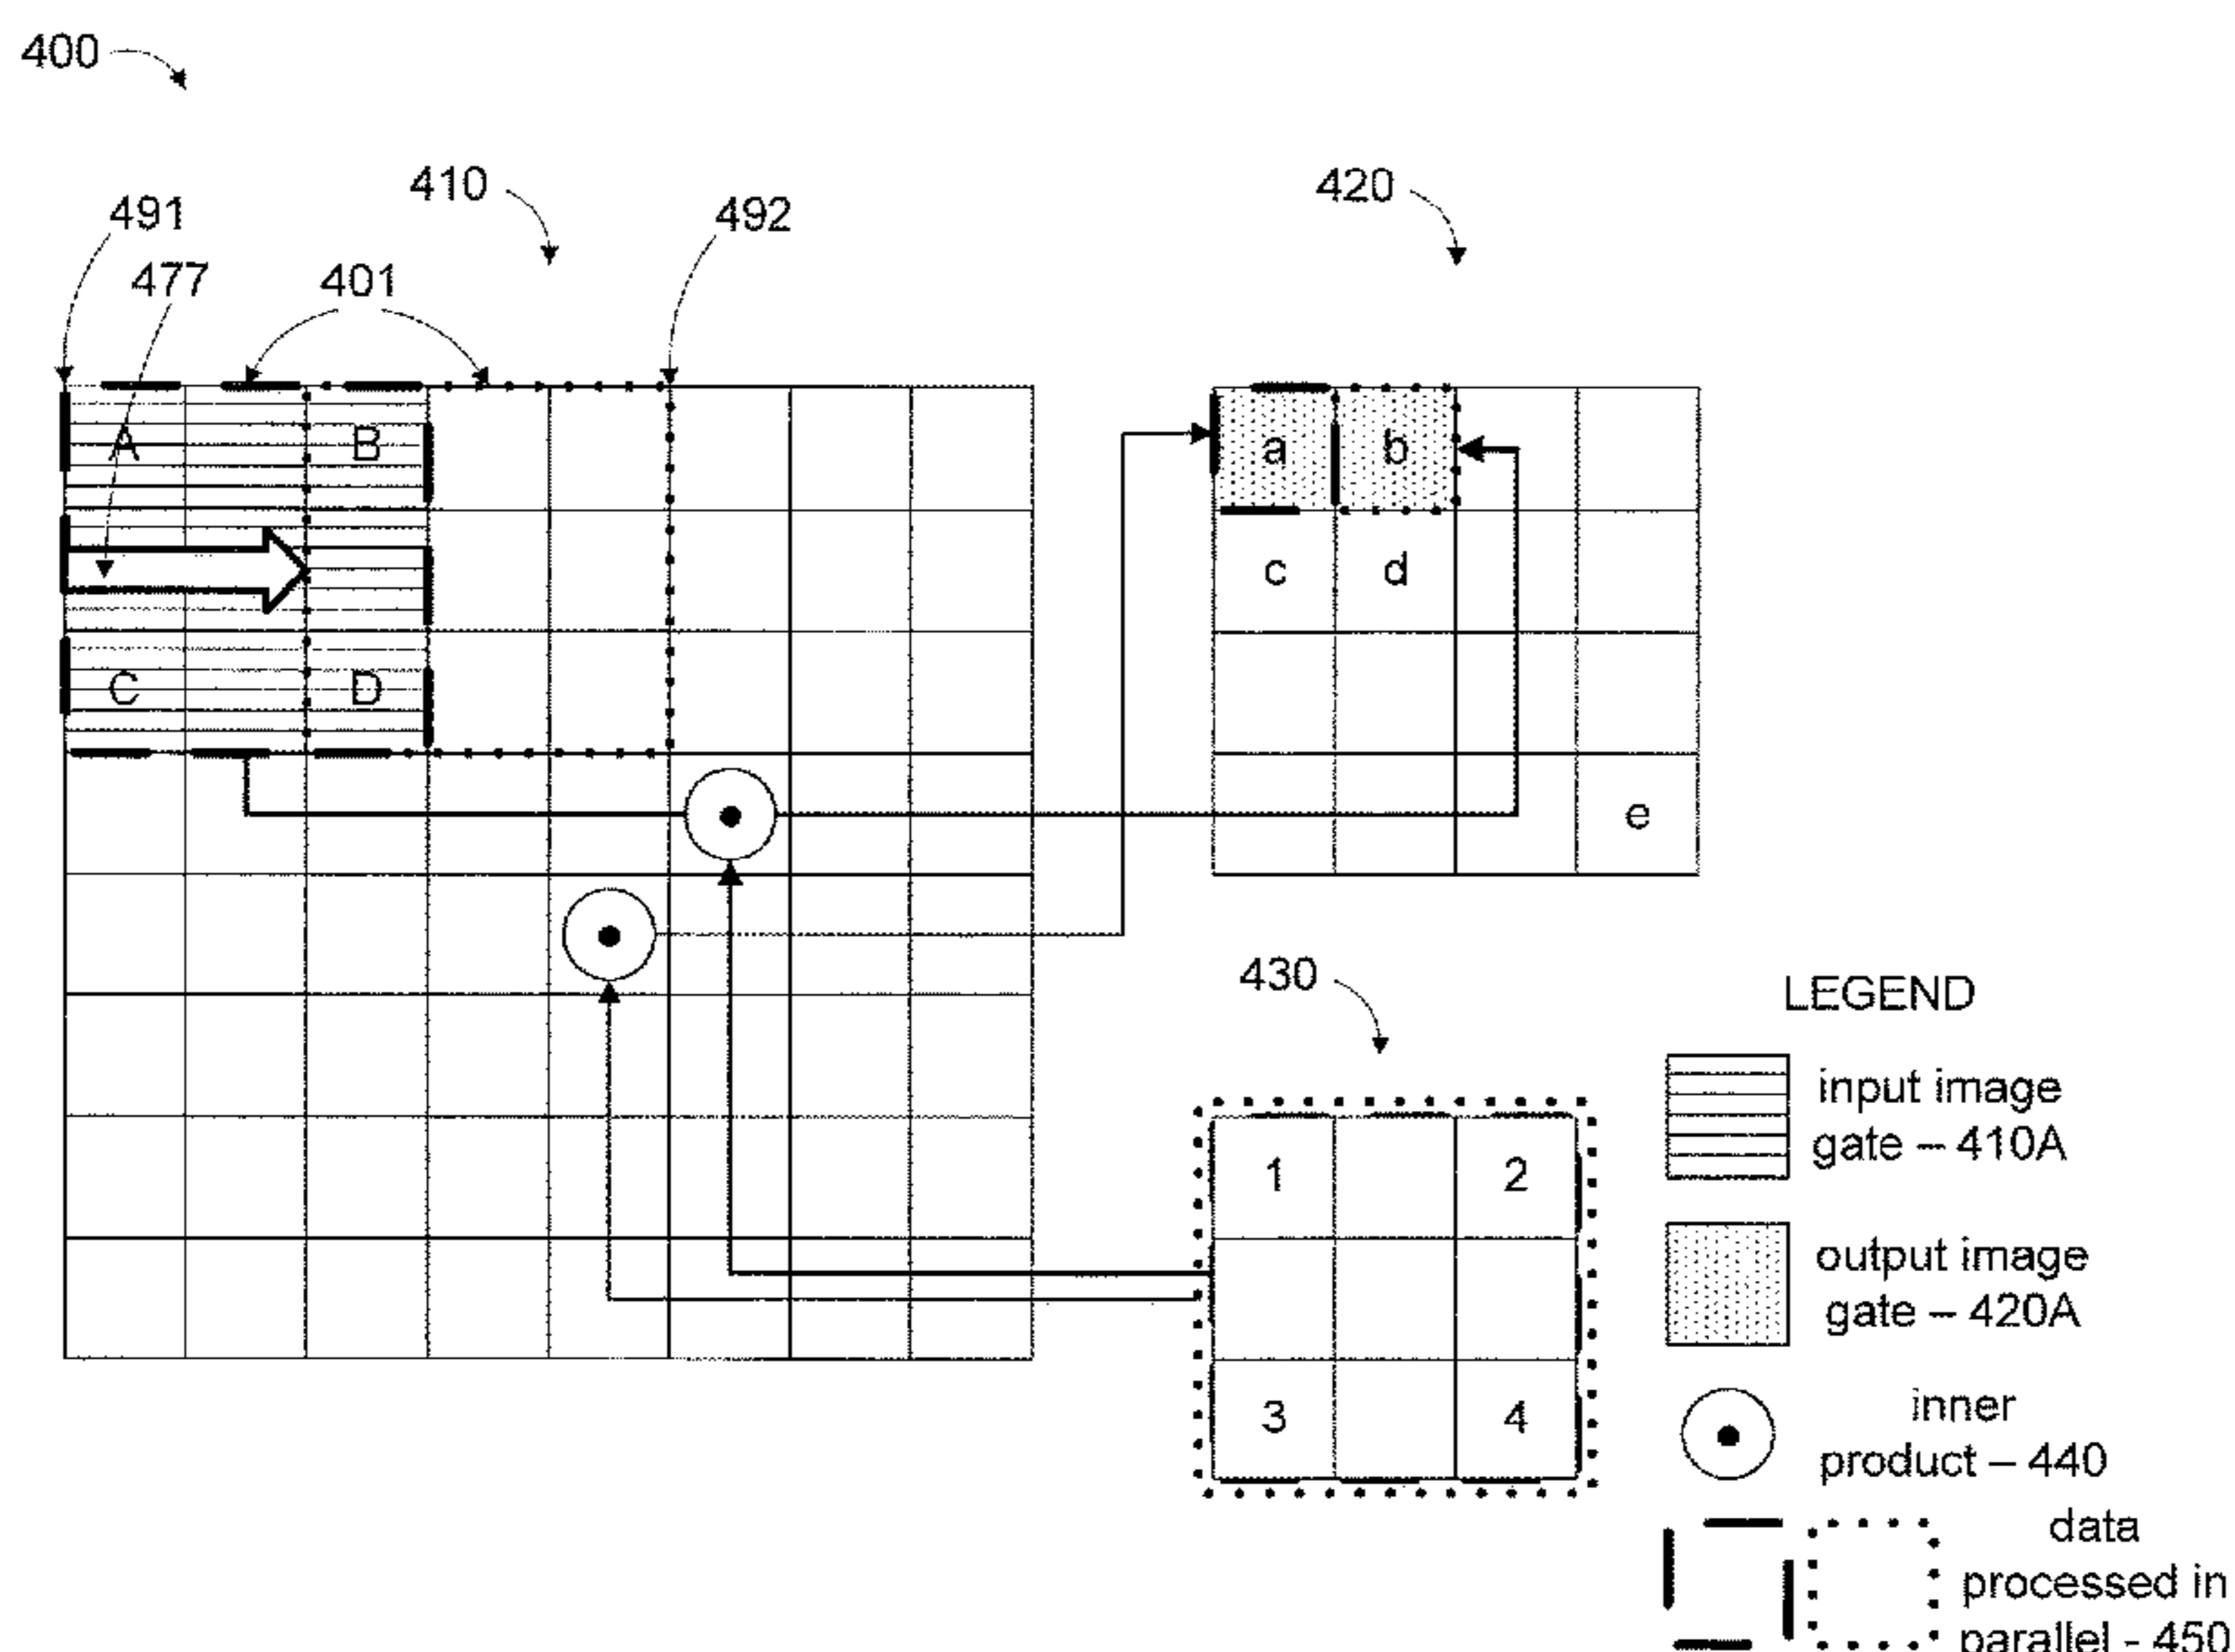 400
410
420
491
492
477
401
A
B
a
b
c
d
C
D
e
430
LEGEND
input image
gate – 410A
1
2
output image
gate – 420A
3
4
inner
product – 440
data
processed in
parallel - 450